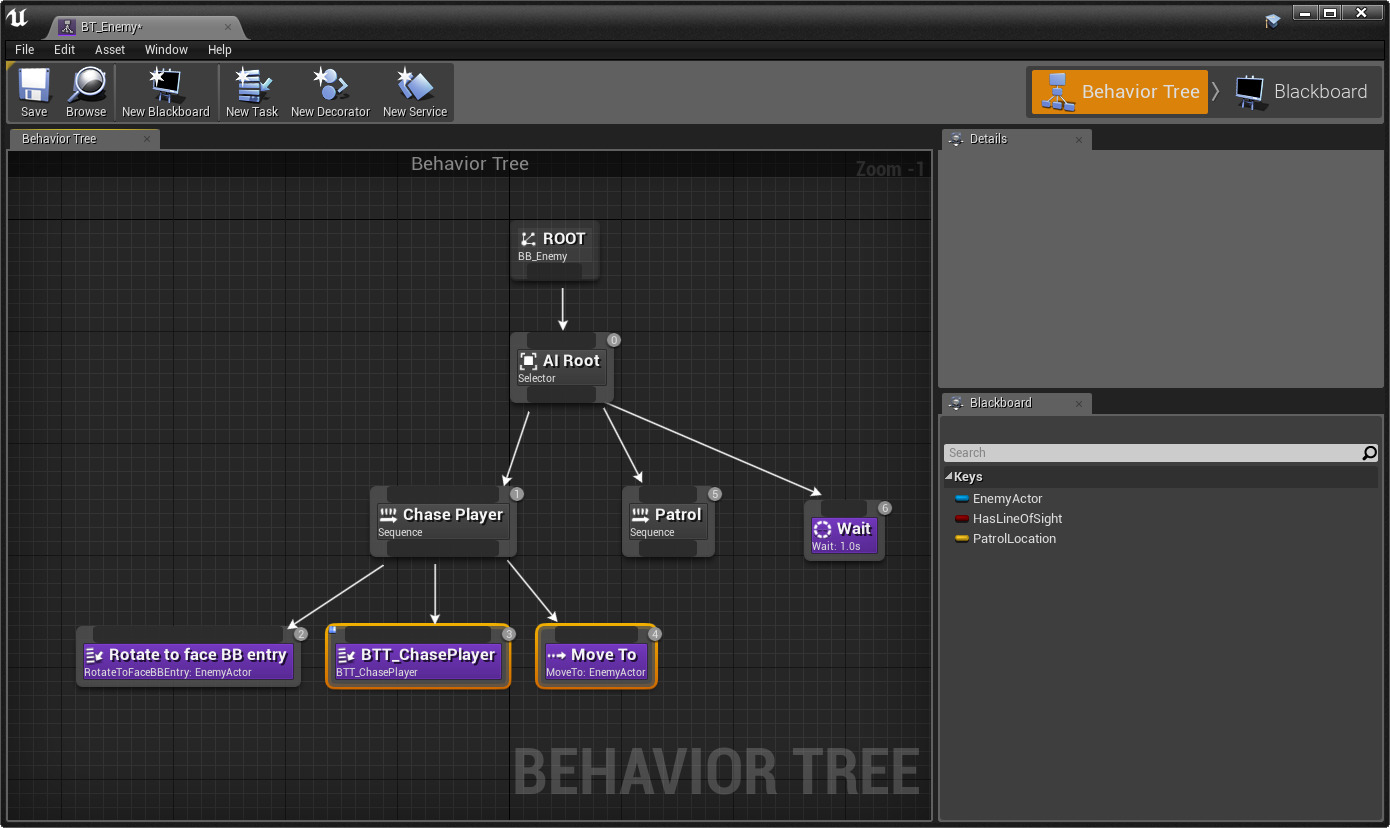 BT_Enemy*
File Edit Asset Window Help
Save Browse New Blackboard New Task New Decorator New Service
Behavior Tree Blackboard
Behavior Tree
Behavior Tree
Zoom -1
ROOT
BB_Enemy
0
AI Root
Selector
1
Chase Player
Sequence
5
Patrol
Sequence
6
Wait
Wait: 1.0s
2
Rotate to face BB entry
RotateToFaceBBEntry: EnemyActor
3
BTT_ChasePlayer
BTT_ChasePlayer
4
Move To
MoveTo: EnemyActor
BEHAVIOR TREE
Details
Blackboard
Search
Keys
EnemyActor
HasLineOfSight
PatrolLocation